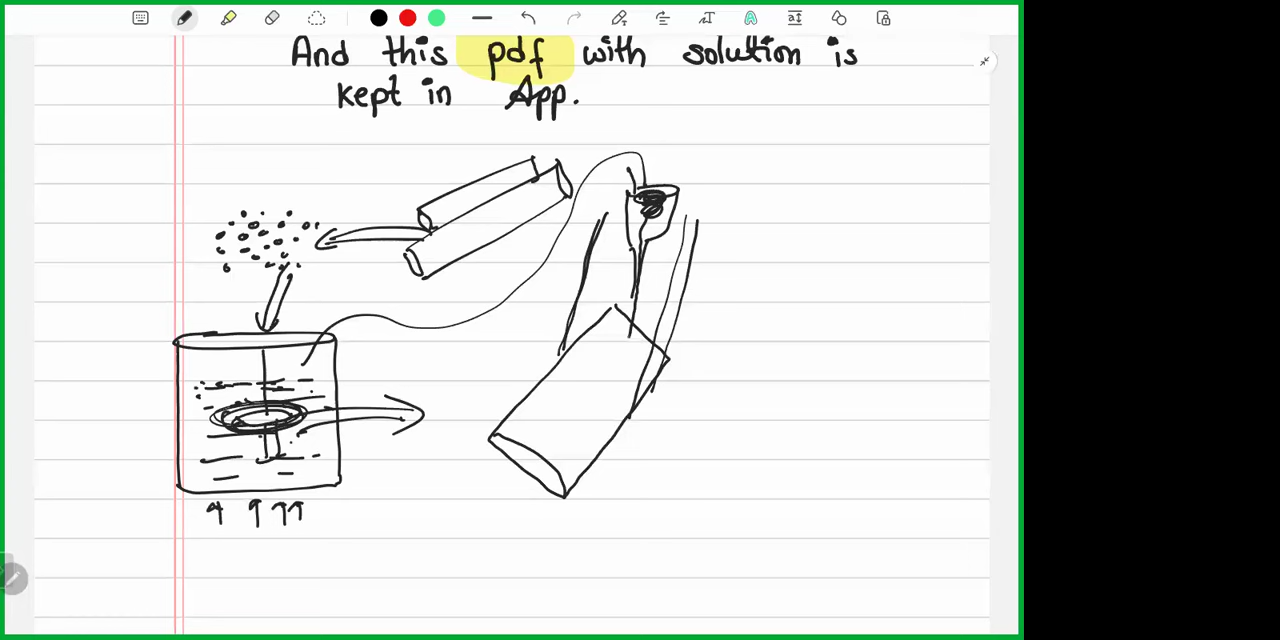 And this pdf with solution is
kept in App.